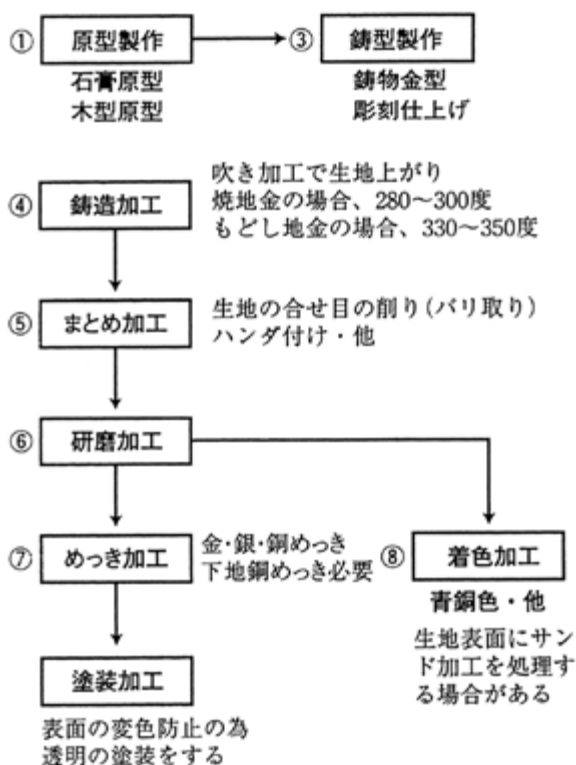 ① 原型製作
石膏原型
木型原型
③ 鋳型製作
鋳物金型
彫刻仕上げ
④ 鋳造加工
吹き加工で生地上がり
焼地金の場合、280〜300度
もどし地金の場合、330〜350度
⑤ まとめ加工
生地の合せ目の削り(バリ取り)
ハンダ付け・他
⑥ 研磨加工
⑦ めっき加工
金・銀・銅めっき
下地銅めっき必要
⑧ 着色加工
青銅色・他
生地表面にサン
ド加工を処理す
る場合がある
塗装加工
表面の変色防止の為
透明の塗装をする